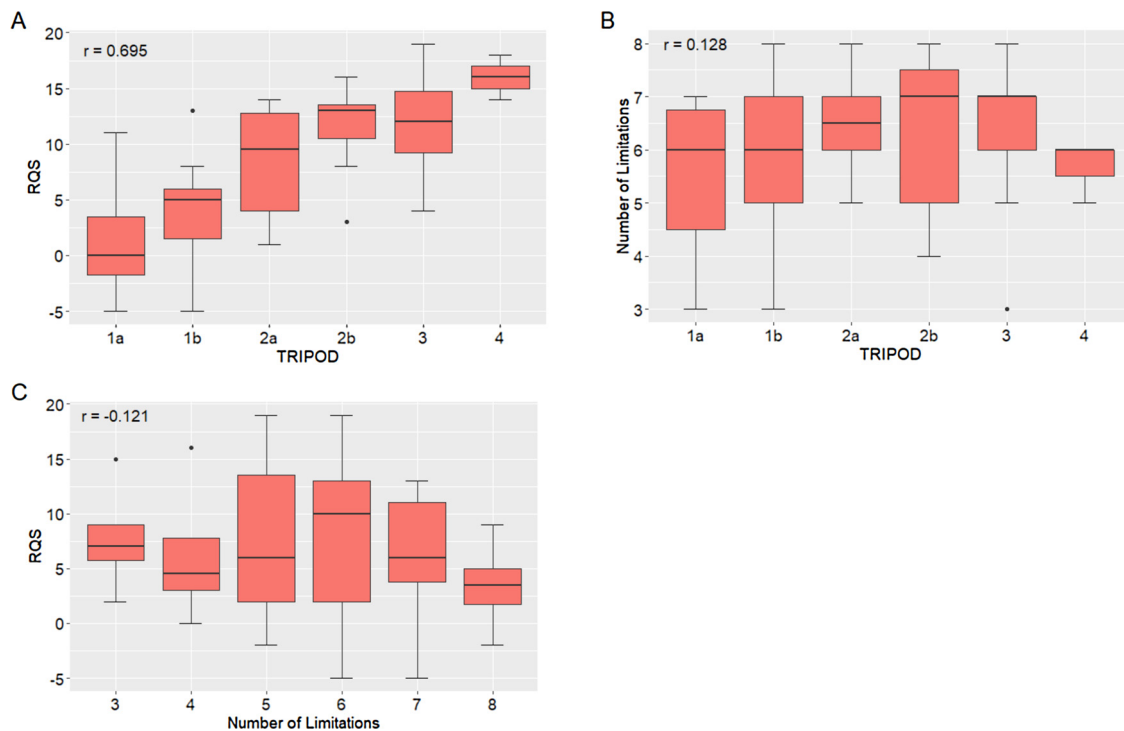 A
r = 0.695
RQS
20
15
10
5
0
-5
1a 1b 2a 2b 3 4
TRIPOD
B
r = 0.128
Number of Limitations
8
7
6
5
4
3
1a 1b 2a 2b 3 4
TRIPOD
C
r = -0.121
RQS
20
15
10
5
0
-5
3 4 5 6 7 8
Number of Limitations